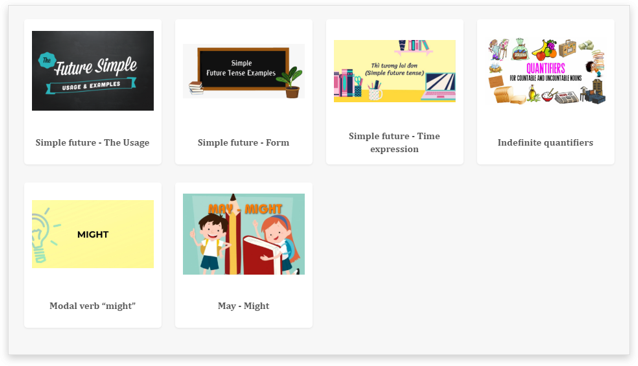 The
Future Simple
USAGE & EXAMPLES
Simple future - The Usage
Simple
Future Tense Examples
Simple future - Form
Thì tương lai đơn
(Simple future tense)
Simple future - Time
expression
QUANTIFIERS
FOR COUNTABLE AND UNCOUNTABLE NOUNS
Indefinite quantifiers
MIGHT
Modal verb “might”
MAY - MIGHT
May - Might